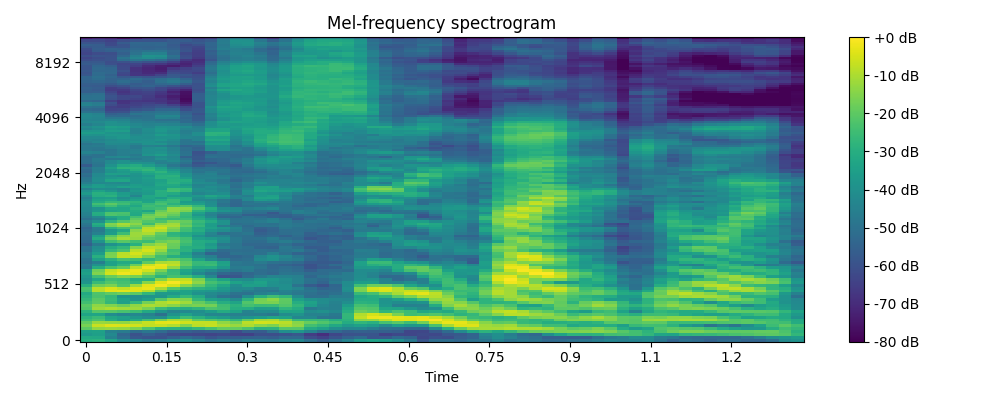 Mel-frequency spectrogram
Hz
8192
4096
2048
1024
512
0
0 0.15 0.3 0.45 0.6 0.75 0.9 1.1 1.2
Time
+0 dB
-10 dB
-20 dB
-30 dB
-40 dB
-50 dB
-60 dB
-70 dB
-80 dB